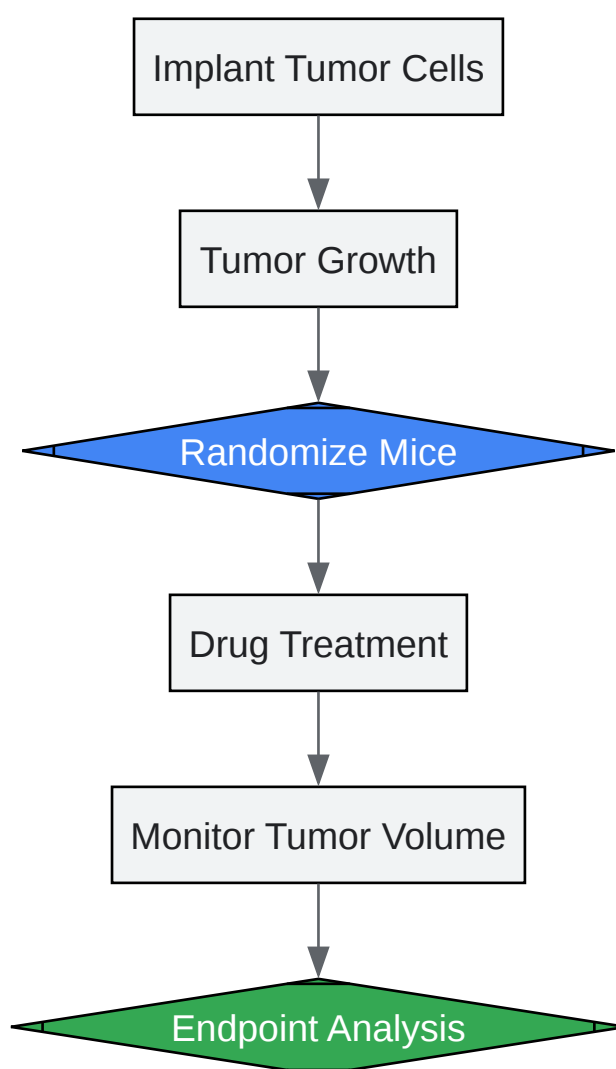 Implant Tumor Cells
Tumor Growth
Randomize Mice
Drug Treatment
Monitor Tumor Volume
Endpoint Analysis